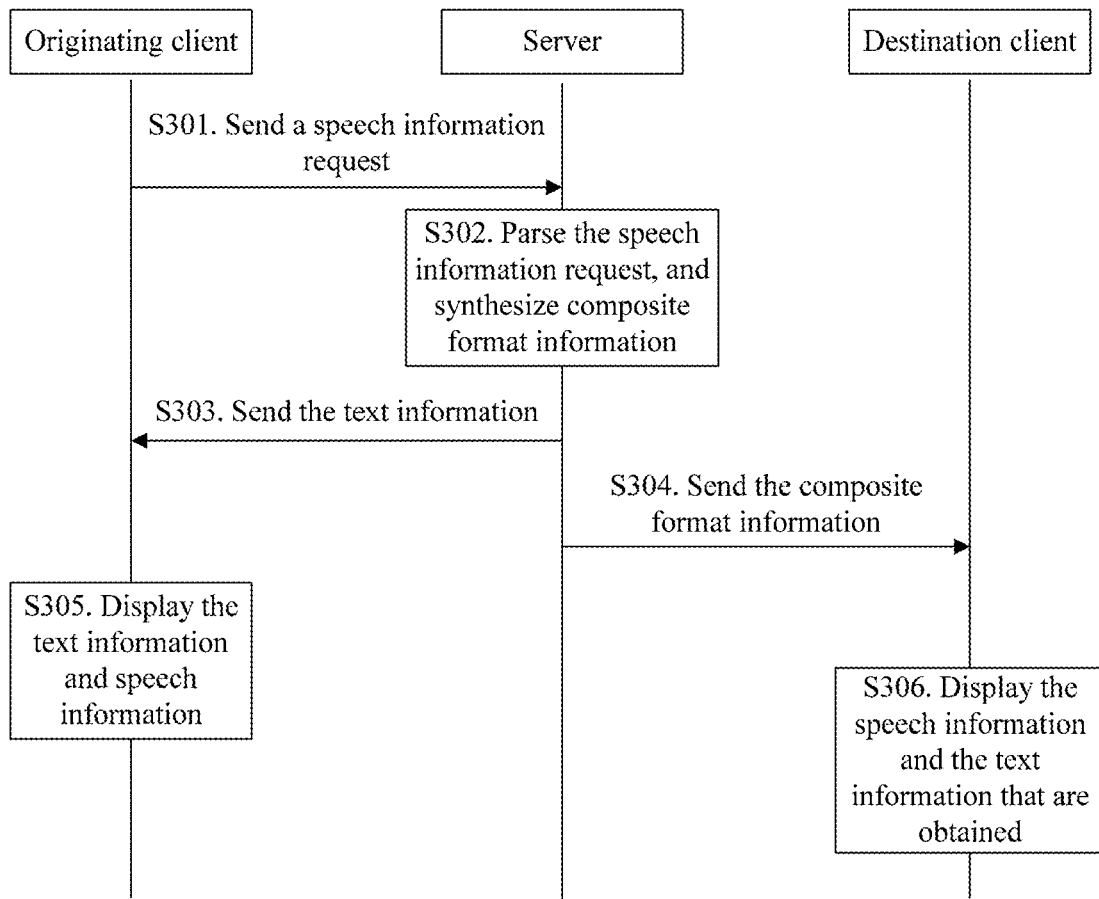 Originating client
Server
Destination client
S301. Send a speech information
request
S302. Parse the speech
information request, and
synthesize composite
format information
S303. Send the text information
S304. Send the composite
format information
S305. Display the
text information
and speech
information
S306. Display the
speech information
and the text
information that are
obtained